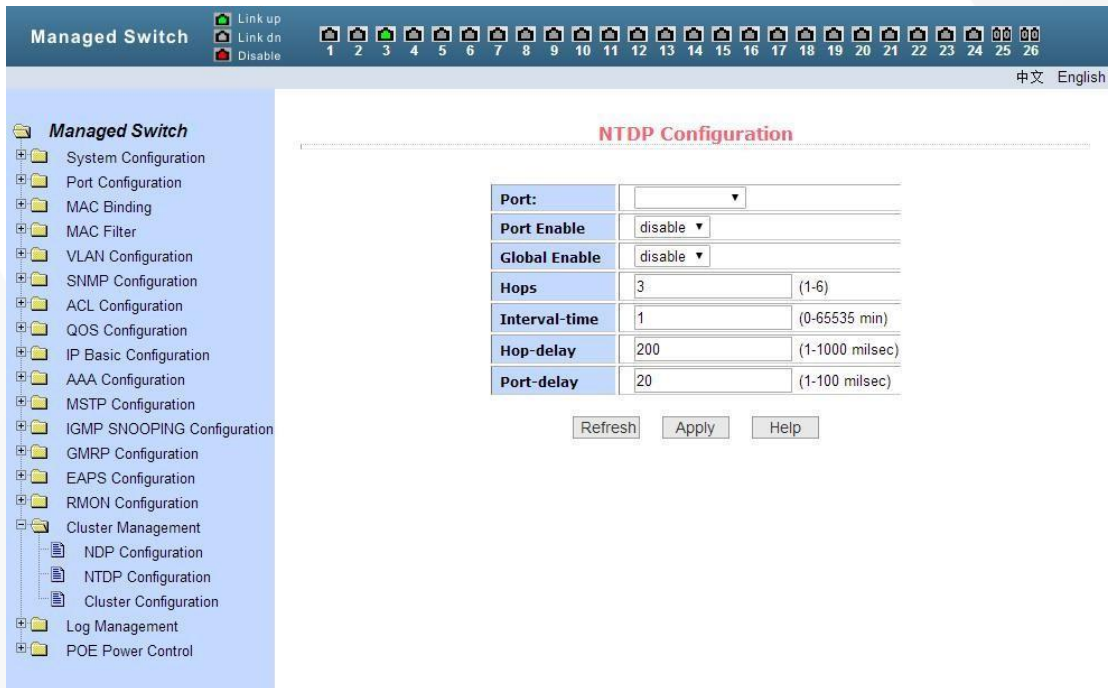 Managed Switch
Link up
Link dn
Disable
1 2 3 4 5 6 7 8 9 10 11 12 13 14 15 16 17 18 19 20 21 22 23 24 25 26
中文 English
Managed Switch
System Configuration
Port Configuration
MAC Binding
MAC Filter
VLAN Configuration
SNMP Configuration
ACL Configuration
QOS Configuration
IP Basic Configuration
AAA Configuration
MSTP Configuration
IGMP SNOOPING Configuration
GMRP Configuration
EAPS Configuration
RMON Configuration
Cluster Management
NDP Configuration
NTDP Configuration
Cluster Configuration
Log Management
POE Power Control
NTDP Configuration
Port:
Port Enable disable
Global Enable disable
Hops 3 (1-6)
Interval-time 1 (0-65535 min)
Hop-delay 200 (1-1000 milsec)
Port-delay 20 (1-100 milsec)
Refresh Apply Help